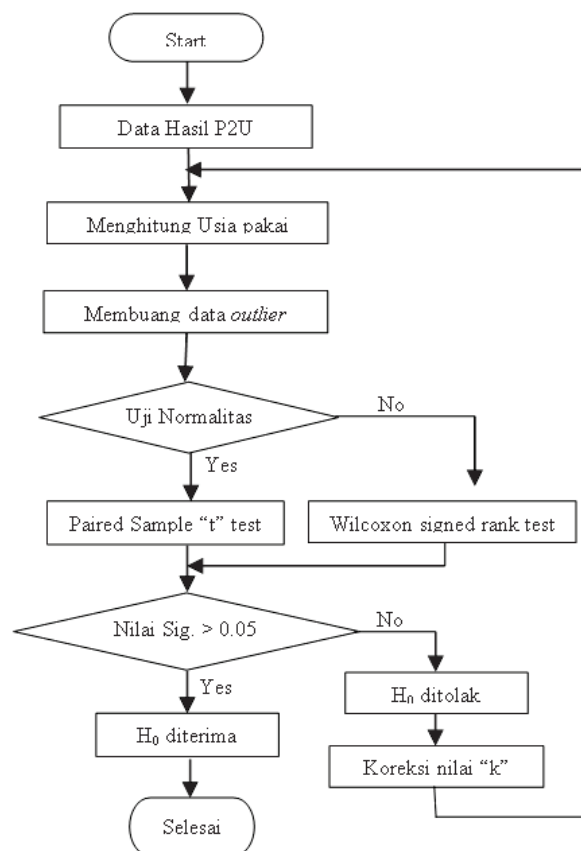 Start
Data Hasil P2U
Menghitung Usia pakai
Membuang data outlier
Uji Normalitas
No
Yes
Paired Sample “t” test
Wilcoxon signed rank test
Nilai Sig. > 0.05
No
Yes
H₀ ditolak
H₀ diterima
Koreksi nilai “k”
Selesai